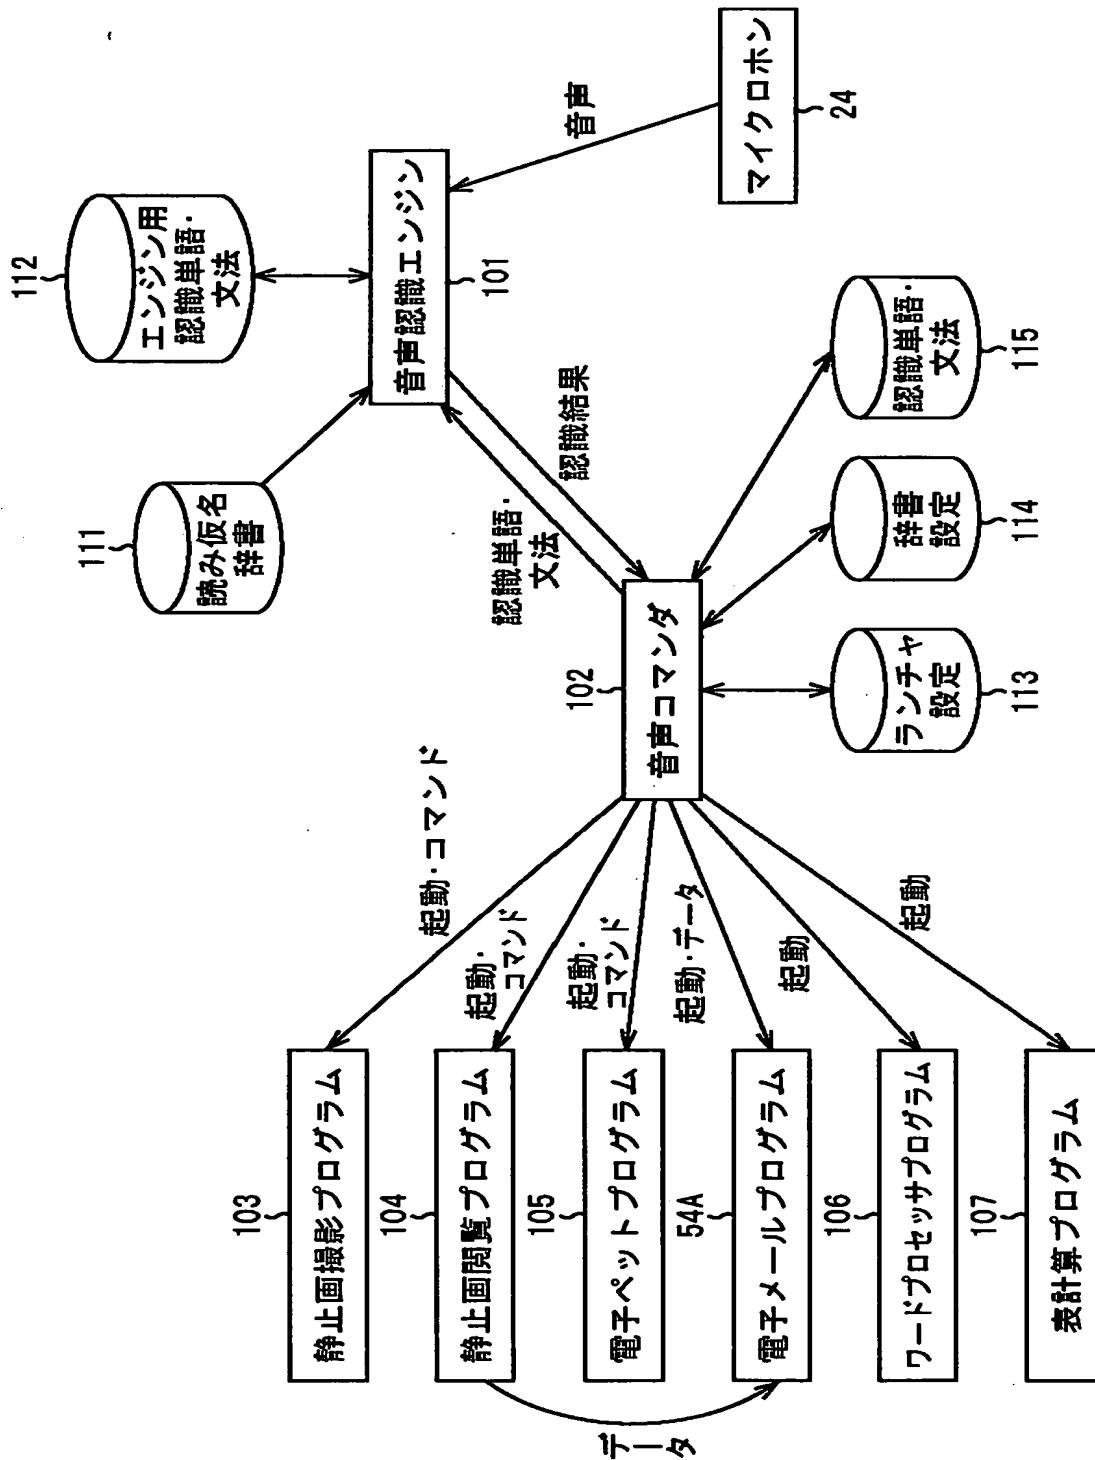 112
エンジン用
認識単語・
文法
111
読み仮名
辞書
音声認識エンジン
101
音声
マイクロホン
24
認識結果
認識単語・
文法
102
音声コマンダ
ランチャ
設定
113
辞書
設定
114
認識単語・
文法
115
起動・コマンド
起動・
コマンド
起動・
コマンド
起動・データ
起動
起動
103
静止画撮影プログラム
104
静止画閲覧プログラム
105
電子ペットプログラム
54A
電子メールプログラム
106
ワードプロセッサプログラム
107
表計算プログラム
データ